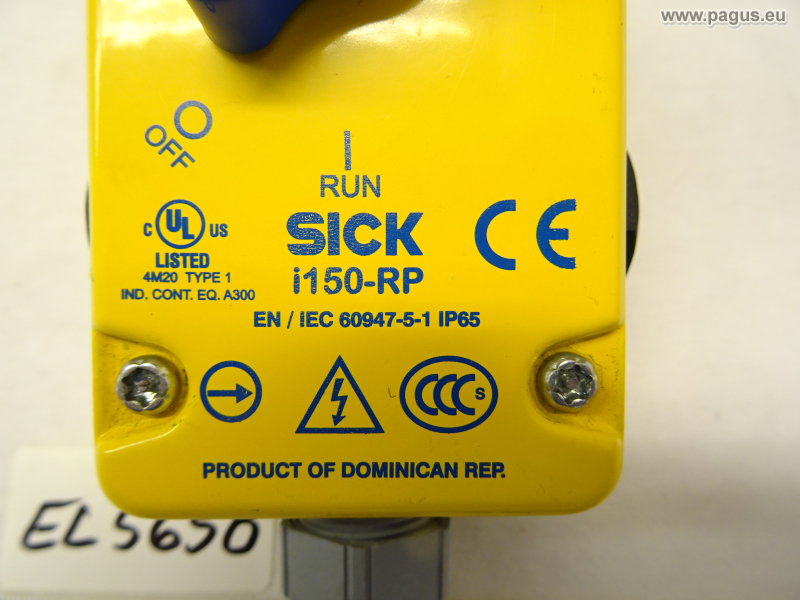 www.pagus.eu
OFF
RUN
C UL US
LISTED
4M20 TYPE 1
IND. CONT. EQ. A300
SICK
i150-RP
CE
EN / IEC 60947-5-1 IP65
CCC S
PRODUCT OF DOMINICAN REP.
EL5650